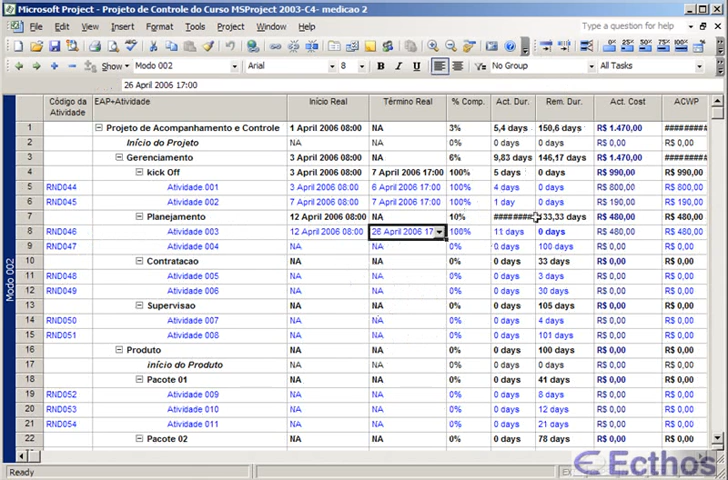 Microsoft Project - Projeto de Controle do Curso MSProject 2003-C4- medicao 2
File Edit View Insert Format Tools Project Window Help Type a question for help
0% 25% 50% 75% 100%
Show Modo 002 Arial 8 B I U No Group All Tasks
26 April 2006 17:00
Código da Atividade EAP+Atividade Início Real Término Real % Comp. Act. Dur. Rem. Dur. Act. Cost ACWP
1 Projeto de Acompanhamento e Controle 1 April 2006 08:00 NA 3% 5,4 days 150,6 days R$ 1.470,00 ########
2 Início do Projeto NA NA 0% 0 days 0 days R$ 0,00 R$ 0,00
3 Gerenciamento 3 April 2006 08:00 NA 6% 9,83 days 146,17 days R$ 1.470,00 ########
4 kick Off 3 April 2006 08:00 7 April 2006 17:00 100% 5 days 0 days R$ 990,00 R$ 990,00
5 RND044 Atividade 001 3 April 2006 08:00 6 April 2006 17:00 100% 4 days 0 days R$ 800,00 R$ 800,00
6 RND045 Atividade 002 7 April 2006 08:00 7 April 2006 17:00 100% 1 day 0 days R$ 190,00 R$ 190,00
7 Planejamento 12 April 2006 08:00 NA 10% ######## 133,33 days R$ 480,00 R$ 480,00
8 RND046 Atividade 003 12 April 2006 08:00 26 April 2006 17: 100% 11 days 0 days R$ 480,00 R$ 480,00
9 RND047 Atividade 004 NA NA 0% 0 days 100 days R$ 0,00 R$ 0,00
10 Contratacao NA NA 0% 0 days 33 days R$ 0,00 R$ 0,00
11 RND048 Atividade 005 NA NA 0% 0 days 3 days R$ 0,00 R$ 0,00
12 RND049 Atividade 006 NA NA 0% 0 days 30 days R$ 0,00 R$ 0,00
13 Supervisao NA NA 0% 0 days 105 days R$ 0,00 R$ 0,00
14 RND050 Atividade 007 NA NA 0% 0 days 4 days R$ 0,00 R$ 0,00
15 RND051 Atividade 008 NA NA 0% 0 days 101 days R$ 0,00 R$ 0,00
16 Produto NA NA 0% 0 days 100 days R$ 0,00 R$ 0,00
17 início do Produto NA NA 0% 0 days 0 days R$ 0,00 R$ 0,00
18 Pacote 01 NA NA 0% 0 days 41 days R$ 0,00 R$ 0,00
19 RND052 Atividade 009 NA NA 0% 0 days 8 days R$ 0,00 R$ 0,00
20 RND053 Atividade 010 NA NA 0% 0 days 12 days R$ 0,00 R$ 0,00
21 RND054 Atividade 011 NA NA 0% 0 days 21 days R$ 0,00 R$ 0,00
22 Pacote 02 NA NA 0% 0 days 78 days R$ 0,00 R$ 0,00
Modo 002
Ready
Ecthos